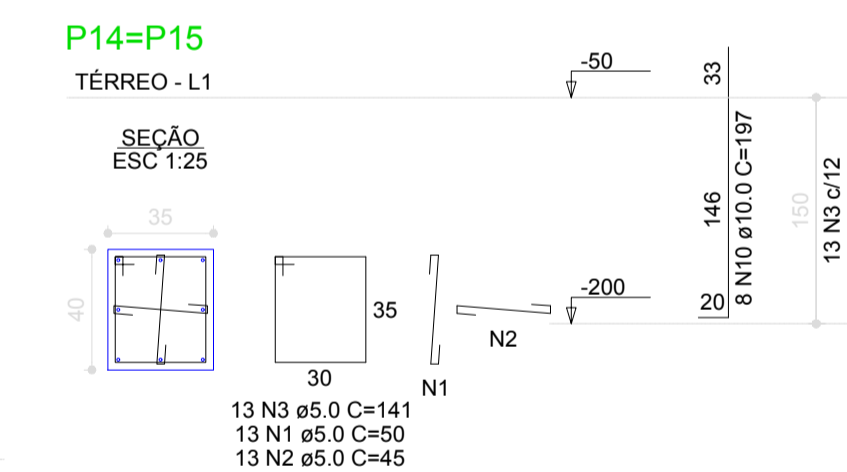 P14=P15
TÉRREO - L1
SEÇÃO
ESC 1:25
35
40
35
30
13 N3 ø5.0 C=141
13 N1 ø5.0 C=50
13 N2 ø5.0 C=45
N1
N2
-50
-200
33
146
20
8 N10 ø10.0 C=197
150
13 N3 c/12